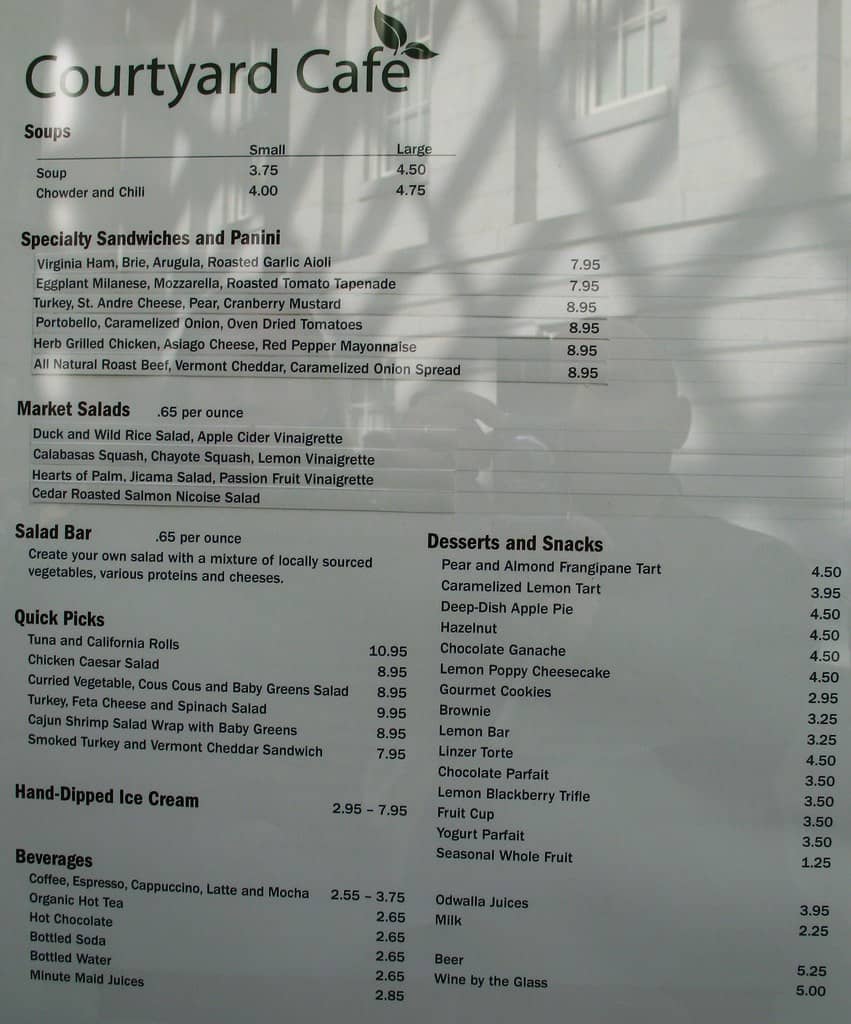 Courtyard Cafe
Soups
Small Large
Soup 3.75 4.50
Chowder and Chili 4.00 4.75
Specialty Sandwiches and Panini
Virginia Ham, Brie, Arugula, Roasted Garlic Aioli 7.95
Eggplant Milanese, Mozzarella, Roasted Tomato Tapenade 7.95
Turkey, St. Andre Cheese, Pear, Cranberry Mustard 8.95
Portobello, Caramelized Onion, Oven Dried Tomatoes 8.95
Herb Grilled Chicken, Asiago Cheese, Red Pepper Mayonnaise 8.95
All Natural Roast Beef, Vermont Cheddar, Caramelized Onion Spread 8.95
Market Salads .65 per ounce
Duck and Wild Rice Salad, Apple Cider Vinaigrette
Calabasas Squash, Chayote Squash, Lemon Vinaigrette
Hearts of Palm, Jicama Salad, Passion Fruit Vinaigrette
Cedar Roasted Salmon Nicoise Salad
Salad Bar .65 per ounce
Create your own salad with a mixture of locally sourced
vegetables, various proteins and cheeses.
Quick Picks
Tuna and California Rolls 10.95
Chicken Caesar Salad 8.95
Curried Vegetable, Cous Cous and Baby Greens Salad 8.95
Turkey, Feta Cheese and Spinach Salad 9.95
Cajun Shrimp Salad Wrap with Baby Greens 8.95
Smoked Turkey and Vermont Cheddar Sandwich 7.95
Hand-Dipped Ice Cream 2.95 – 7.95
Beverages
Coffee, Espresso, Cappuccino, Latte and Mocha 2.55 – 3.75
Organic Hot Tea 2.65
Hot Chocolate 2.65
Bottled Soda 2.65
Bottled Water 2.65
Minute Maid Juices 2.85
Desserts and Snacks
Pear and Almond Frangipane Tart 4.50
Caramelized Lemon Tart 3.95
Deep-Dish Apple Pie 4.50
Hazelnut 4.50
Chocolate Ganache 4.50
Lemon Poppy Cheesecake 4.50
Gourmet Cookies 2.95
Brownie 3.25
Lemon Bar 3.25
Linzer Torte 4.50
Chocolate Parfait 3.50
Lemon Blackberry Trifle 3.50
Fruit Cup 3.50
Yogurt Parfait 3.50
Seasonal Whole Fruit 1.25
Odwalla Juices 3.95
Milk 2.25
Beer 5.25
Wine by the Glass 5.00